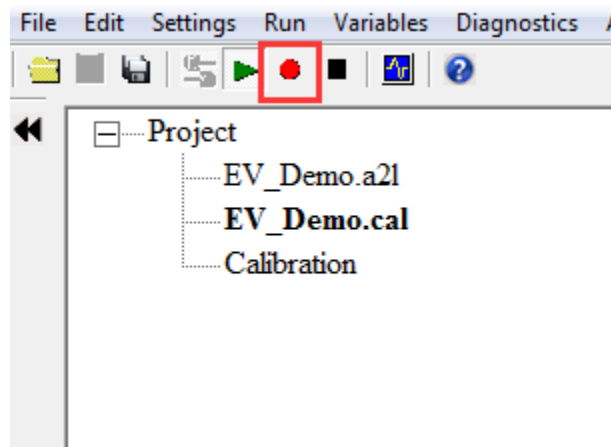 File Edit Settings Run Variables Diagnostics
Project
EV_Demo.a2l
EV_Demo.cal
Calibration